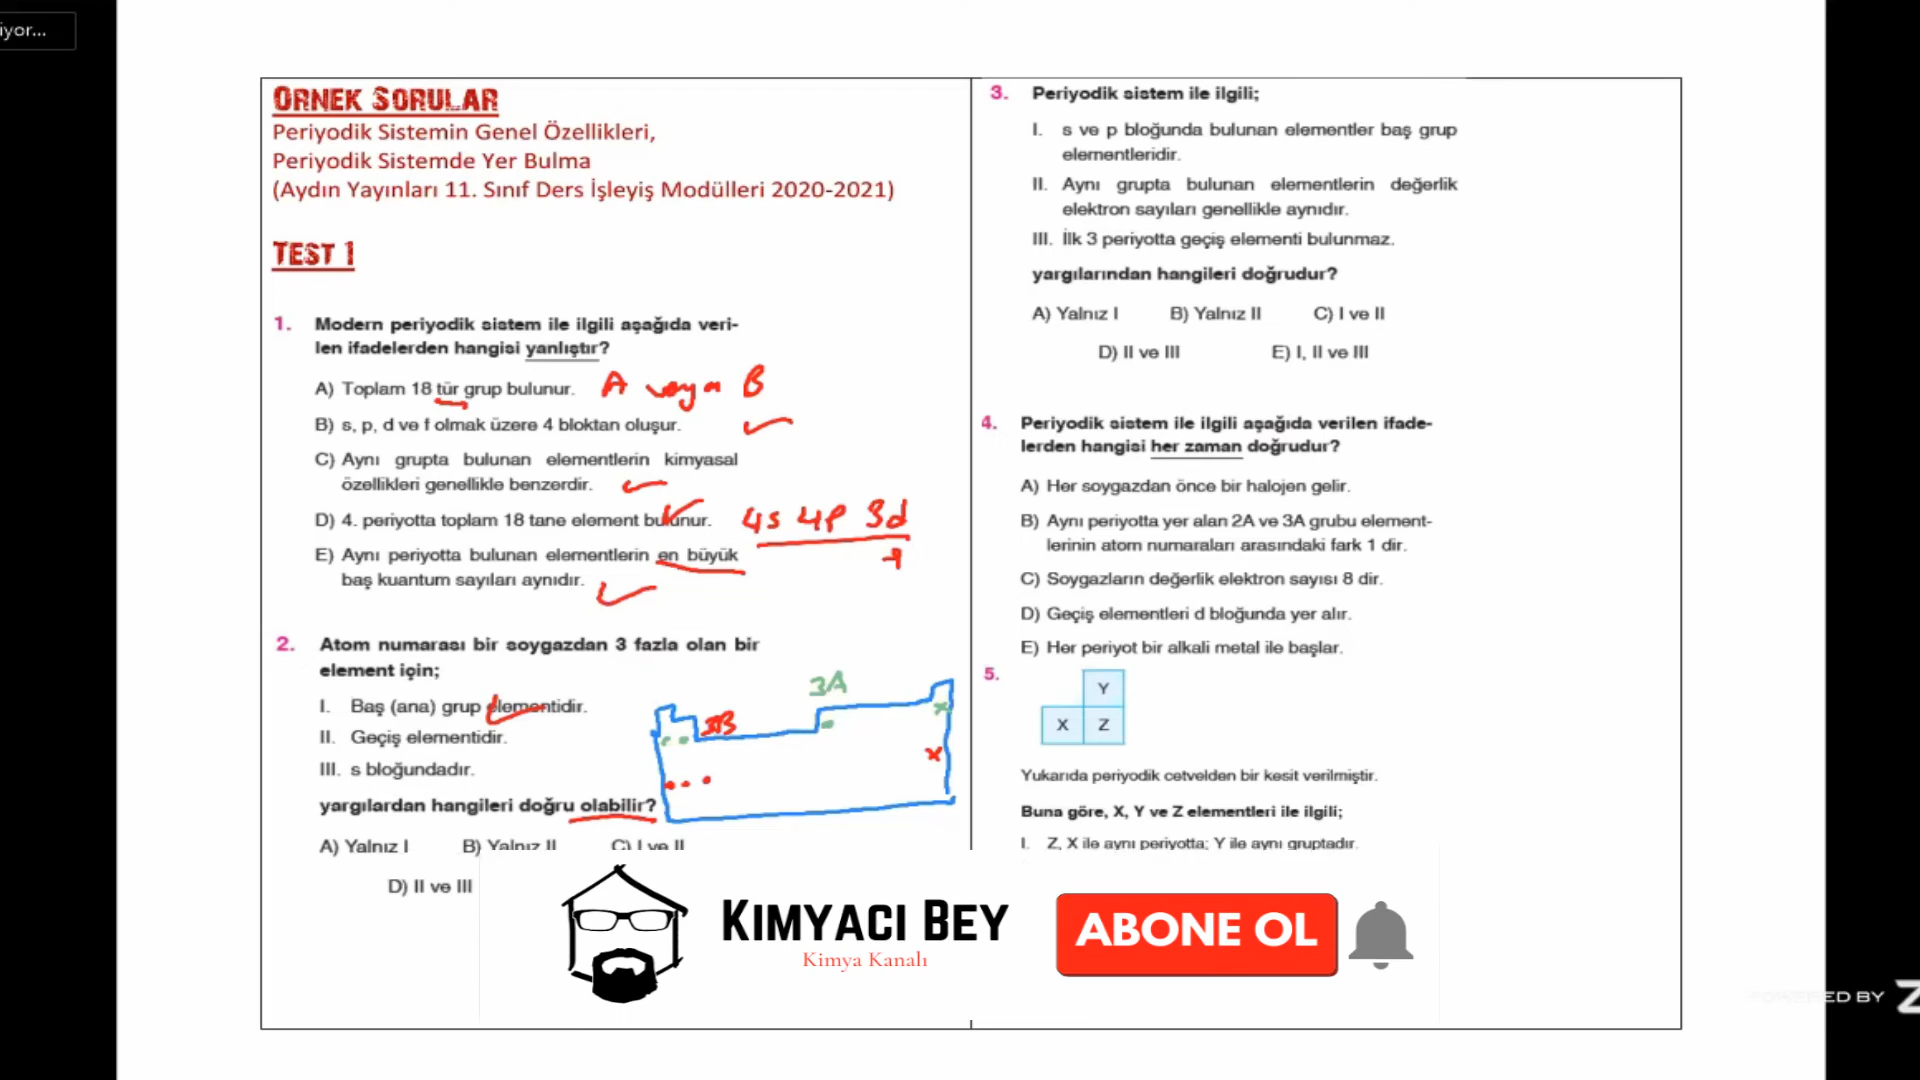 iyor...
ÖRNEK SORULAR
Periyodik Sistemin Genel Özellikleri,
Periyodik Sistemde Yer Bulma
(Aydın Yayınları 11. Sınıf Ders İşleyiş Modülleri 2020-2021)
TEST 1
1. Modern periyodik sistem ile ilgili aşağıda veri-
len ifadelerden hangisi yanlıştır?
A) Toplam 18 tür grup bulunur. A veya B
B) s, p, d ve f olmak üzere 4 bloktan oluşur.
C) Aynı grupta bulunan elementlerin kimyasal
özellikleri genellikle benzerdir.
D) 4. periyotta toplam 18 tane element bulunur. 4s 4p 3d
E) Aynı periyotta bulunan elementlerin en büyük
baş kuantum sayıları aynıdır.
2. Atom numarası bir soygazdan 3 fazla olan bir
element için;
I. Baş (ana) grup elementidir.
II. Geçiş elementidir.
III. s bloğundadır.
3A
3B
x
x
yargılardan hangileri doğru olabilir?
A) Yalnız I B) Yalnız II C) I ve II
D) II ve III
3. Periyodik sistem ile ilgili;
I. s ve p bloğunda bulunan elementler baş grup
elementleridir.
II. Aynı grupta bulunan elementlerin değerlik
elektron sayıları genellikle aynıdır.
III. İlk 3 periyotta geçiş elementi bulunmaz.
yargılarından hangileri doğrudur?
A) Yalnız I B) Yalnız II C) I ve II
D) II ve III E) I, II ve III
4. Periyodik sistem ile ilgili aşağıda verilen ifade-
lerden hangisi her zaman doğrudur?
A) Her soygazdan önce bir halojen gelir.
B) Aynı periyotta yer alan 2A ve 3A grubu element-
lerinin atom numaraları arasındaki fark 1 dir.
C) Soygazların değerlik elektron sayısı 8 dir.
D) Geçiş elementleri d bloğunda yer alır.
E) Her periyot bir alkali metal ile başlar.
5.
Y
X Z
Yukarıda periyodik cetvelden bir kesit verilmiştir.
Buna göre, X, Y ve Z elementleri ile ilgili;
I. Z, X ile aynı periyotta; Y ile aynı gruptadır.
KIMYACI BEY
Kimya Kanalı
ABONE OL
POWERED BY Z